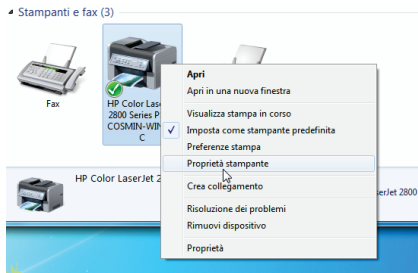 Stampanti e fax (3)
Fax
HP Color Las
2800 Series P
COSMIN-WIN
C
Apri
Apri in una nuova finestra
Visualizza stampa in corso
Imposta come stampante predefinita
Preferenze stampa
Proprietà stampante
Crea collegamento
Risoluzione dei problemi
Rimuovi dispositivo
Proprietà
HP Color LaserJet 2
serJet 2800